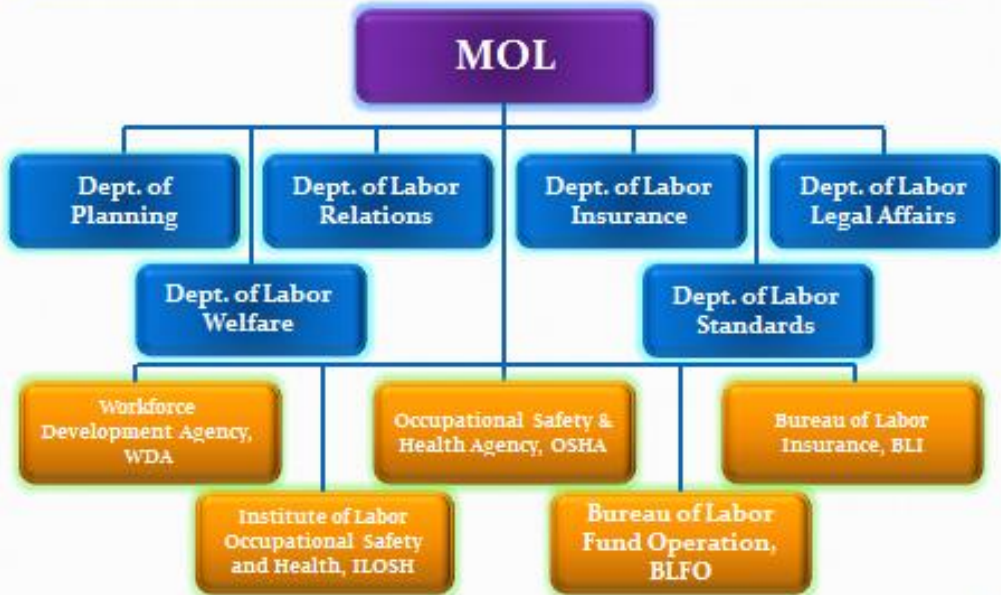 MOL
Dept. of
Planning
Dept. of Labor
Relations
Dept. of Labor
Insurance
Dept. of Labor
Legal Affairs
Dept. of Labor
Welfare
Dept. of Labor
Standards
Workforce
Development Agency,
WDA
Occupational Safety &
Health Agency, OSHA
Bureau of Labor
Insurance, BLI
Institute of Labor
Occupational Safety
and Health, ILOSH
Bureau of Labor
Fund Operation,
BLFO